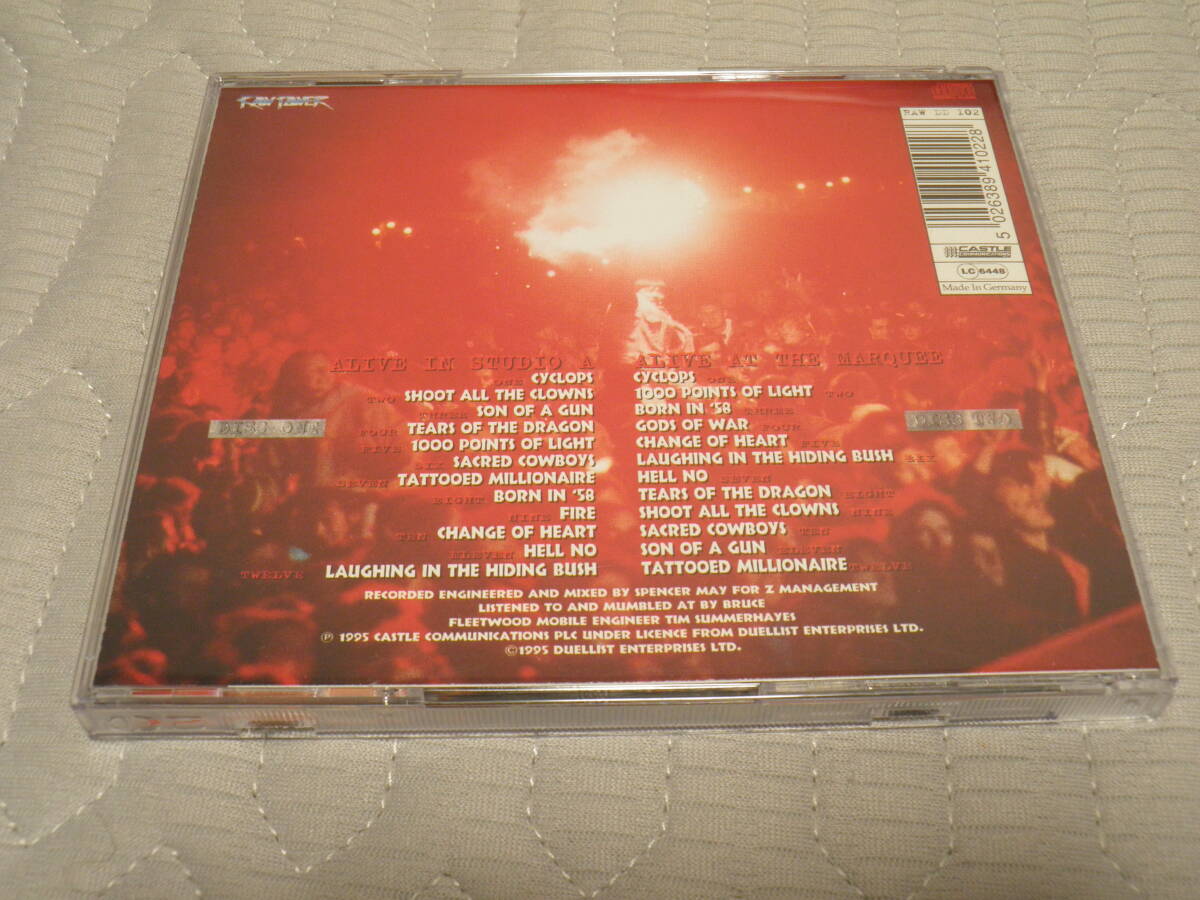 RAW POWER
RAW DD 102
5 026389 410228
CASTLE
COMMUNICATIONS
LC 6448
Made In Germany
ALIVE IN STUDIO A
ONE CYCLOPS
TWO SHOOT ALL THE CLOWNS
THREE SON OF A GUN
DISC ONE
FOUR TEARS OF THE DRAGON
FIVE 1000 POINTS OF LIGHT
SIX SACRED COWBOYS
SEVEN TATTOOED MILLIONAIRE
EIGHT BORN IN '58
NINE FIRE
TEN CHANGE OF HEART
ELEVEN HELL NO
TWELVE LAUGHING IN THE HIDING BUSH
ALIVE AT THE MARQUEE
CYCLOPS ONE
1000 POINTS OF LIGHT TWO
BORN IN '58 THREE
DISC TWO
GODS OF WAR FOUR
CHANGE OF HEART FIVE
LAUGHING IN THE HIDING BUSH SIX
HELL NO SEVEN
TEARS OF THE DRAGON EIGHT
SHOOT ALL THE CLOWNS NINE
SACRED COWBOYS TEN
SON OF A GUN ELEVEN
TATTOOED MILLIONAIRE TWELVE
RECORDED ENGINEERED AND MIXED BY SPENCER MAY FOR Z MANAGEMENT
LISTENED TO AND MUMBLED AT BY BRUCE
FLEETWOOD MOBILE ENGINEER TIM SUMMERHAYES
℗ 1995 CASTLE COMMUNICATIONS PLC UNDER LICENCE FROM DUELLIST ENTERPRISES LTD.
©1995 DUELLIST ENTERPRISES LTD.